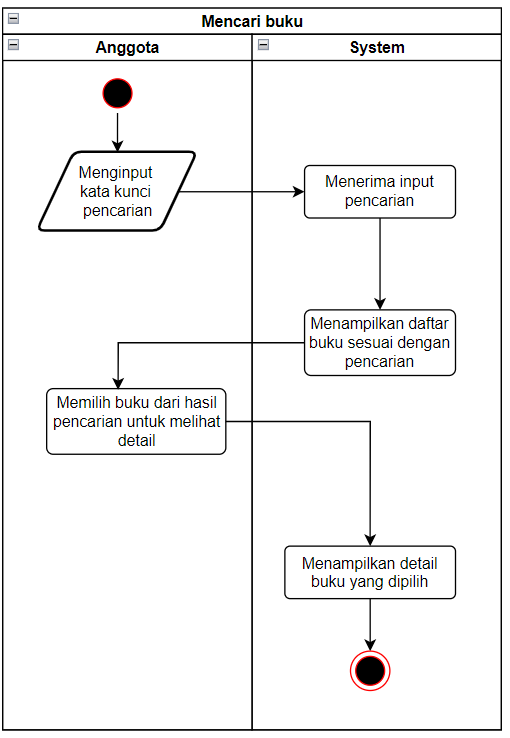 Mencari buku
Anggota
System
Menginput
kata kunci
pencarian
Menerima input
pencarian
Menampilkan daftar
buku sesuai dengan
pencarian
Memilih buku dari hasil
pencarian untuk melihat
detail
Menampilkan detail
buku yang dipilih